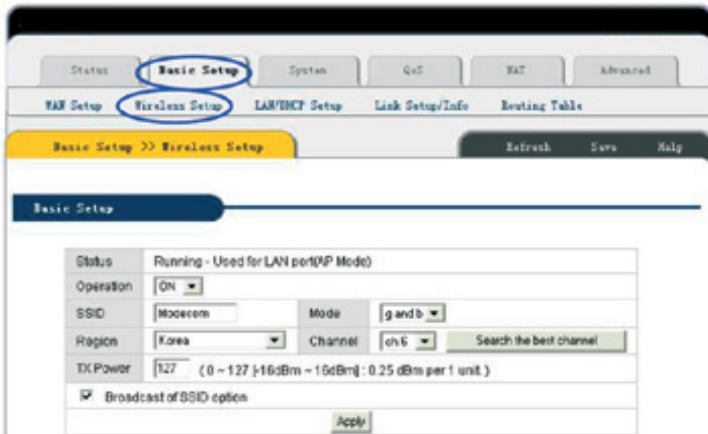 Status Basic Setup System QoS NAT Advanced
WAN Setup Wireless Setup LAN/DHCP Setup Link Setup/Info Routing Table
Basic Setup >> Wireless Setup Refresh Save Help
Basic Setup
Status Running - Used for LAN port(AP Mode)
Operation ON
SSID Modecom Mode g and b
Region Korea Channel ch 6 Search the best channel
TX Power 127 ( 0 ~ 127 [-16dBm ~ 16dBm] : 0.25 dBm per 1 unit )
Broadcast of SSID option
Apply